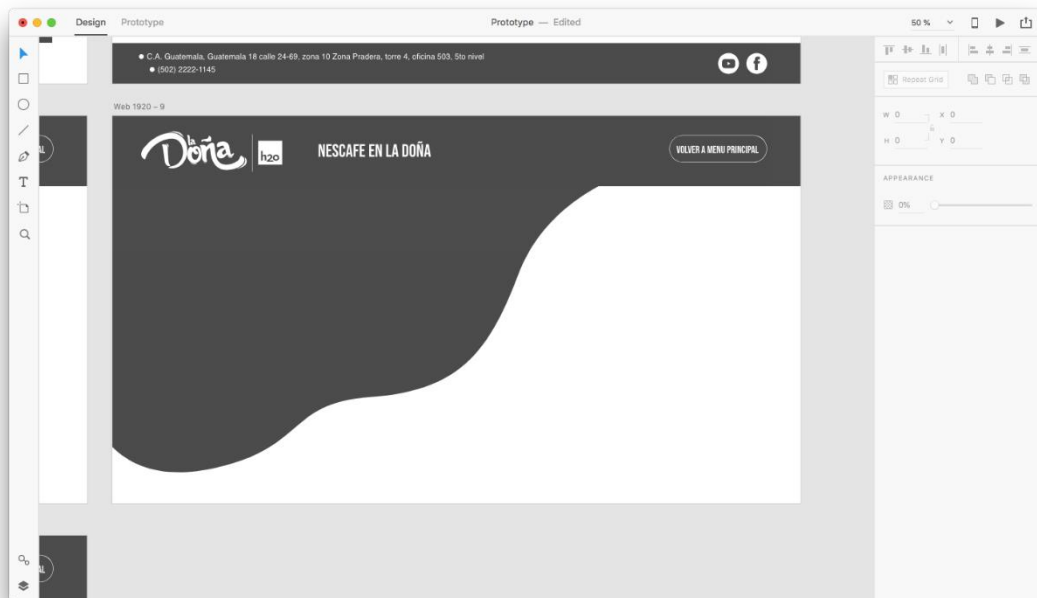 Design Prototype
Prototype — Edited
50 %
C.A. Guatemala, Guatemala 18 calle 24-69, zona 10 Zona Pradera, torre 4, oficina 503, 5to nivel
(502) 2222-1145
Web 1920 – 9
AL
la
Doña
h2o
NESCAFE EN LA DOÑA
VOLVER A MENU PRINCIPAL
AL
Repeat Grid
W 0 X 0
H 0 Y 0
APPEARANCE
0%